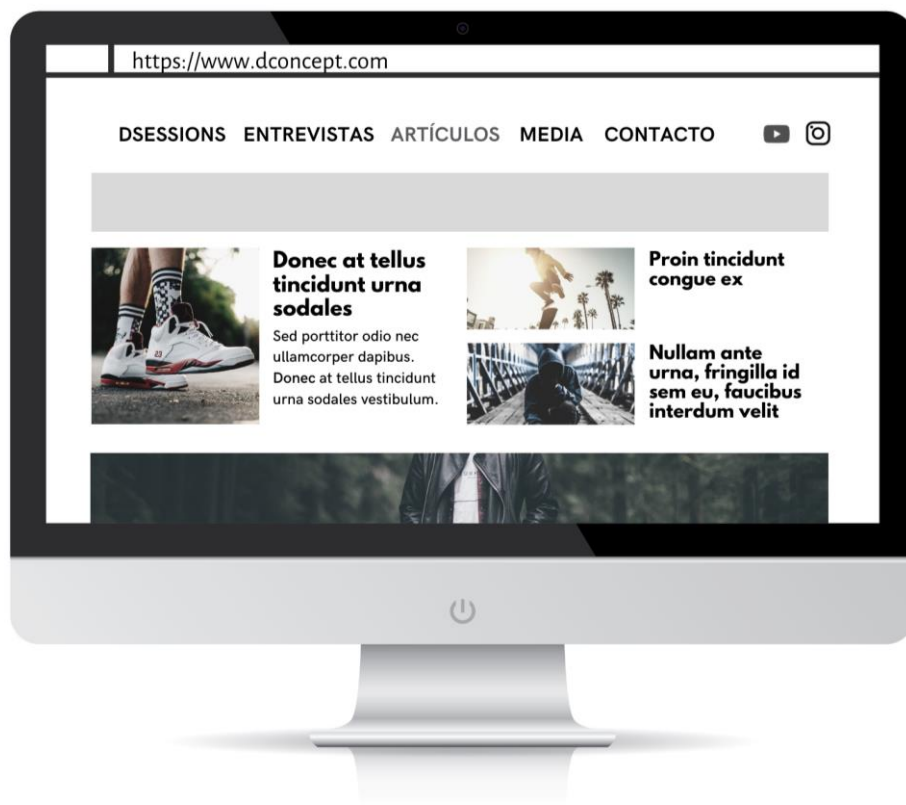 https://www.dconcept.com
DSESSIONS ENTREVISTAS ARTÍCULOS MEDIA CONTACTO
Donec at tellus
tincidunt urna
sodales
Sed porttitor odio nec
ullamcorper dapibus.
Donec at tellus tincidunt
urna sodales vestibulum.
Proin tincidunt
congue ex
Nullam ante
urna, fringilla id
sem eu, faucibus
interdum velit